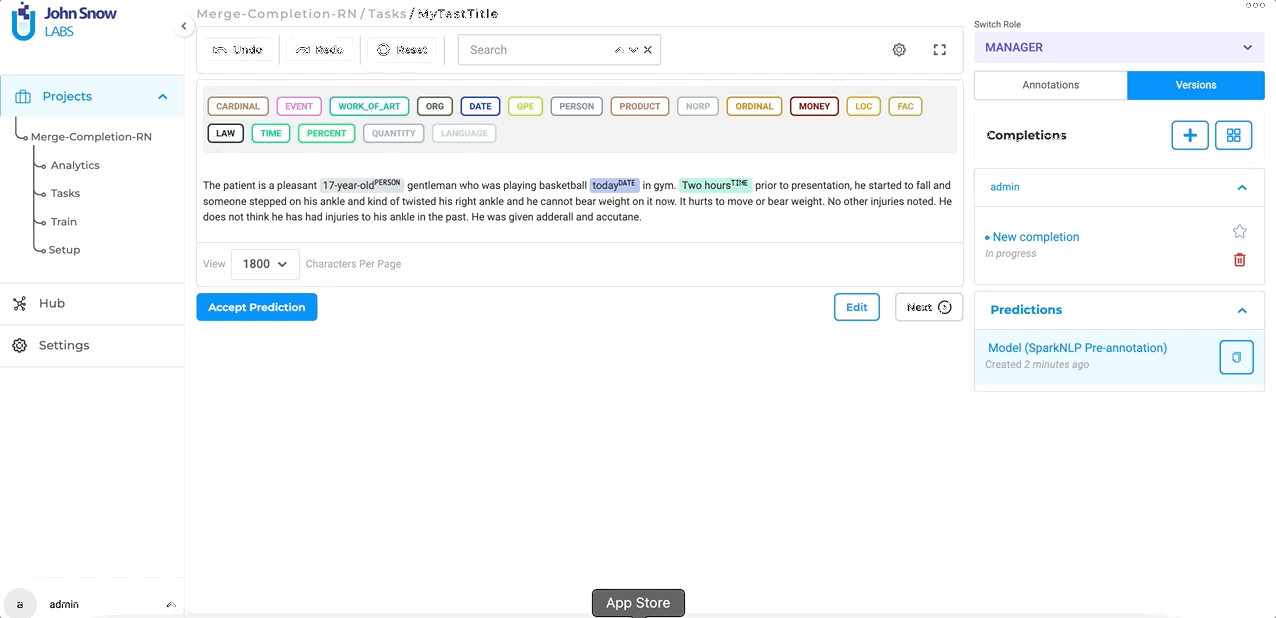 John Snow
LABS
Projects
Merge-Completion-RN
Analytics
Tasks
Train
Setup
Hub
Settings
a admin
Merge-Completion-RN / Tasks / MyTestTitle
Undo Redo Reset Search
CARDINAL EVENT WORK_OF_ART ORG DATE GPE PERSON PRODUCT NORP ORDINAL MONEY LOC FAC
LAW TIME PERCENT QUANTITY LANGUAGE
The patient is a pleasant 17-year-old PERSON gentleman who was playing basketball today DATE in gym. Two hours TIME prior to presentation, he started to fall and
someone stepped on his ankle and kind of twisted his right ankle and he cannot bear weight on it now. It hurts to move or bear weight. No other injuries noted. He
does not think he has had injuries to his ankle in the past. He was given adderall and accutane.
View 1800 Characters Per Page
Accept Prediction Edit Next
Switch Role
MANAGER
Annotations Versions
Completions
admin
New completion
In progress
Predictions
Model (SparkNLP Pre-annotation)
Created 2 minutes ago
App Store